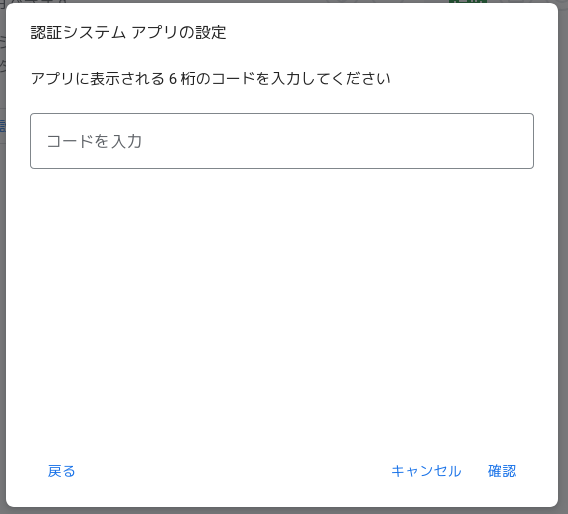 認証システム アプリの設定
アプリに表示される 6 桁のコードを入力してください
コードを入力
戻る
キャンセル
確認